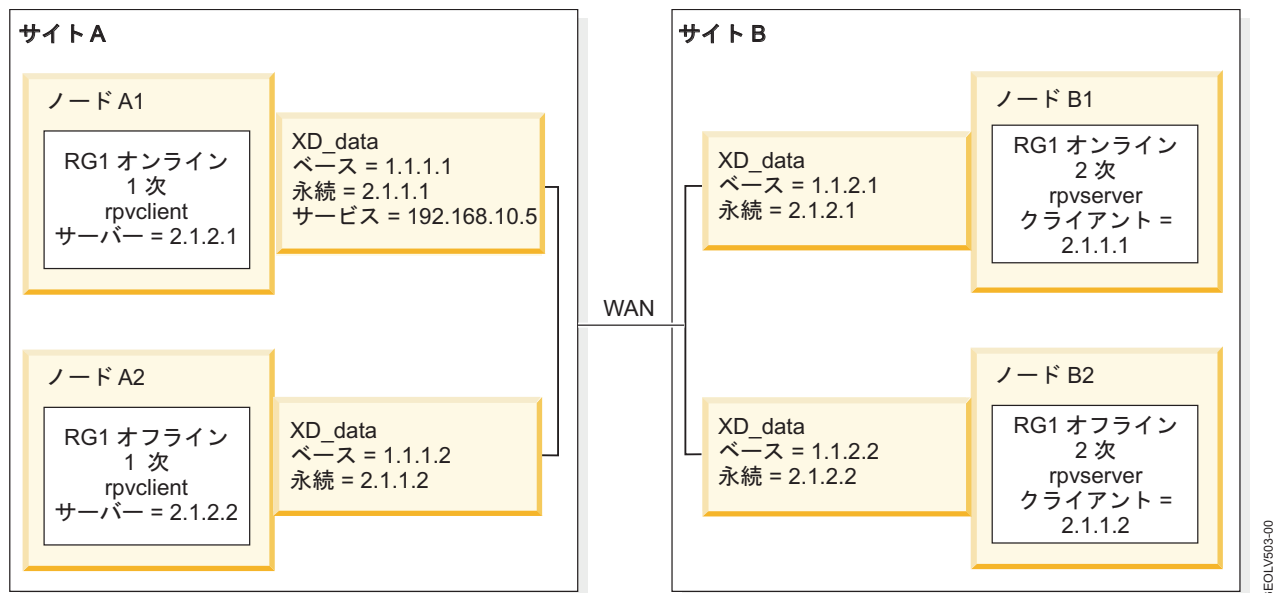 サイト A
ノード A1
RG1 オンライン
1 次
rpvclient
サーバー = 2.1.2.1
XD_data
ベース = 1.1.1.1
永続 = 2.1.1.1
サービス = 192.168.10.5
ノード A2
RG1 オフライン
1 次
rpvclient
サーバー = 2.1.2.2
XD_data
ベース = 1.1.1.2
永続 = 2.1.1.2
WAN
サイト B
XD_data
ベース = 1.1.2.1
永続 = 2.1.2.1
ノード B1
RG1 オンライン
2 次
rpvserver
クライアント =
2.1.1.1
XD_data
ベース = 1.1.2.2
永続 = 2.1.2.2
ノード B2
RG1 オフライン
2 次
rpvserver
クライアント =
2.1.1.2